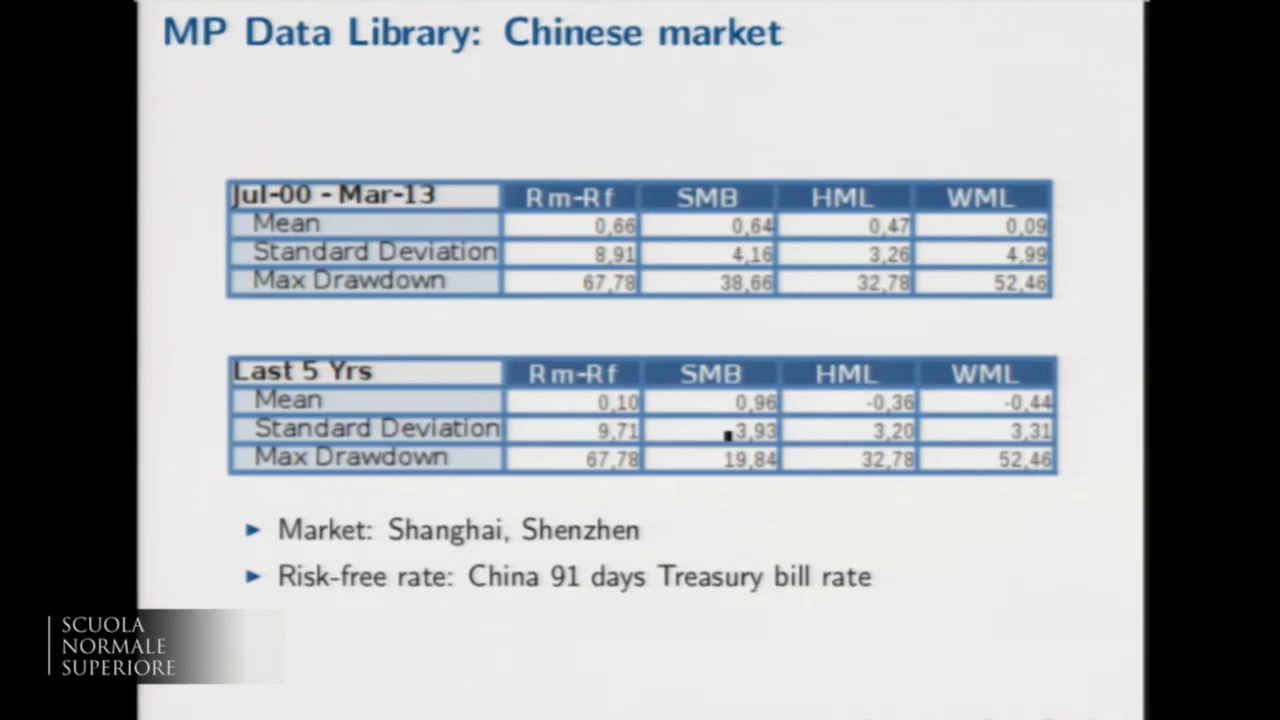 MP Data Library: Chinese market
Jul-00 - Mar-13 Rm-Rf SMB HML WML
Mean 0,66 0,64 0,47 0,09
Standard Deviation 8,91 4,16 3,26 4,99
Max Drawdown 67,78 38,66 32,78 52,46
Last 5 Yrs Rm-Rf SMB HML WML
Mean 0,10 0,96 -0,36 -0,44
Standard Deviation 9,71 3,93 3,20 3,31
Max Drawdown 67,78 19,84 32,78 52,46
Market: Shanghai, Shenzhen
Risk-free rate: China 91 days Treasury bill rate
SCUOLA
NORMALE
SUPERIORE